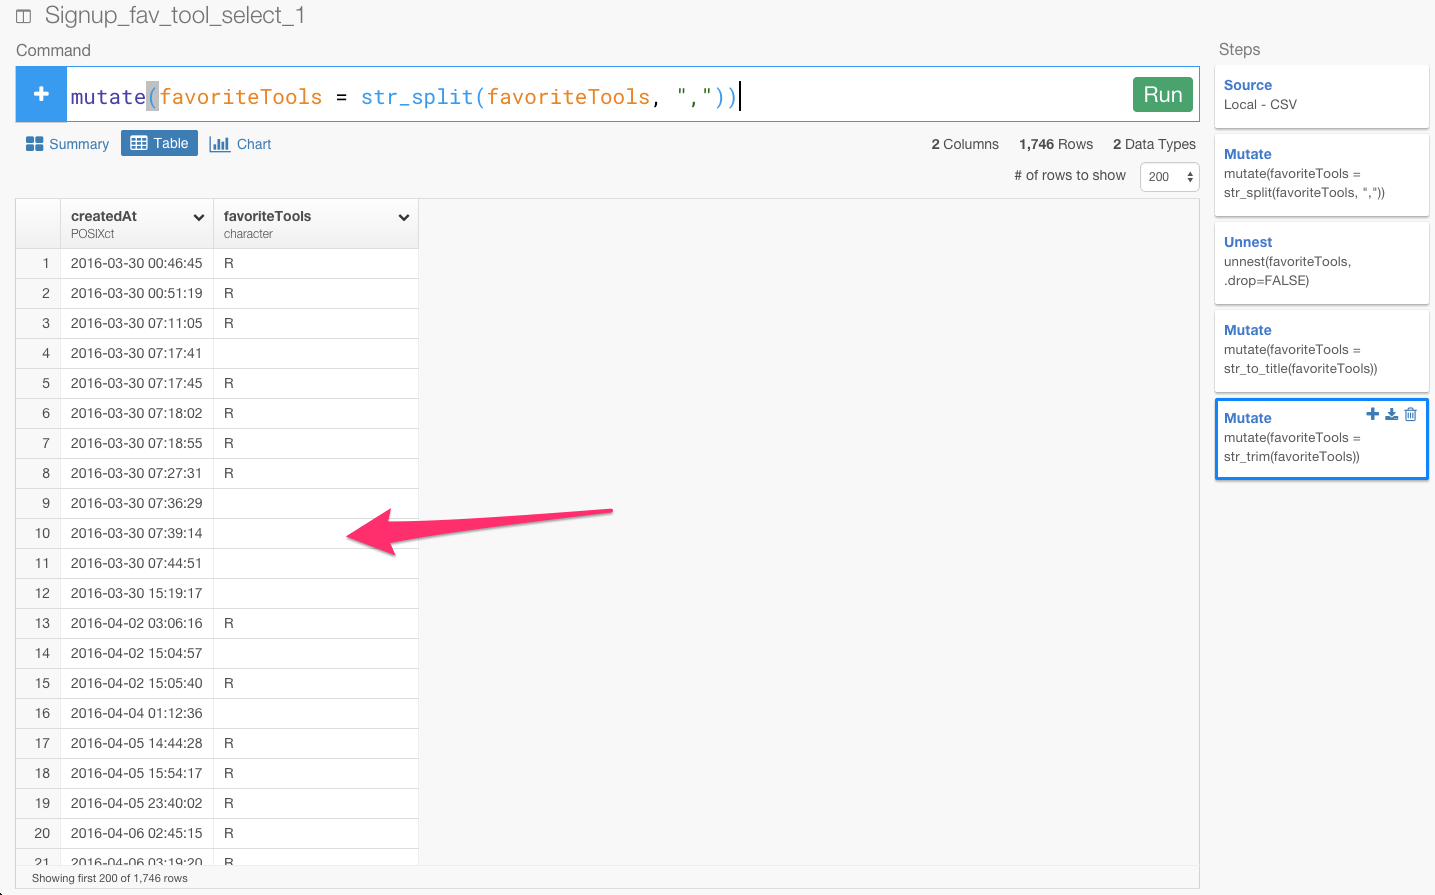 Signup_fav_tool_select_1
Command
+ mutate(favoriteTools = str_split(favoriteTools, ",")) Run
Summary Table Chart 2 Columns 1,746 Rows 2 Data Types
# of rows to show 200
createdAt favoriteTools
POSIXct character
1 2016-03-30 00:46:45 R
2 2016-03-30 00:51:19 R
3 2016-03-30 07:11:05 R
4 2016-03-30 07:17:41
5 2016-03-30 07:17:45 R
6 2016-03-30 07:18:02 R
7 2016-03-30 07:18:55 R
8 2016-03-30 07:27:31 R
9 2016-03-30 07:36:29
10 2016-03-30 07:39:14
11 2016-03-30 07:44:51
12 2016-03-30 15:19:17
13 2016-04-02 03:06:16 R
14 2016-04-02 15:04:57
15 2016-04-02 15:05:40 R
16 2016-04-04 01:12:36
17 2016-04-05 14:44:28 R
18 2016-04-05 15:54:17 R
19 2016-04-05 23:40:02 R
20 2016-04-06 02:45:15 R
21 2016-04-06 03:19:20 R
Showing first 200 of 1,746 rows
Steps
Source
Local - CSV
Mutate
mutate(favoriteTools =
str_split(favoriteTools, ","))
Unnest
unnest(favoriteTools,
.drop=FALSE)
Mutate
mutate(favoriteTools =
str_to_title(favoriteTools))
Mutate
mutate(favoriteTools =
str_trim(favoriteTools))